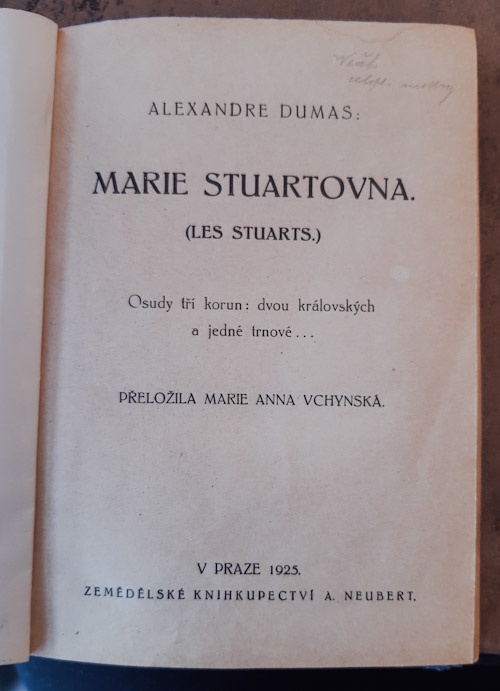 ALEXANDRE DUMAS:
MARIE STUARTOVNA.
(LES STUARTS.)
Osudy tří korun: dvou královských
a jedné trnové...
PŘELOŽILA MARIE ANNA VCHYNSKÁ.
V PRAZE 1925.
ZEMĚDĚLSKÉ KNIHKUPECTVÍ A. NEUBERT.